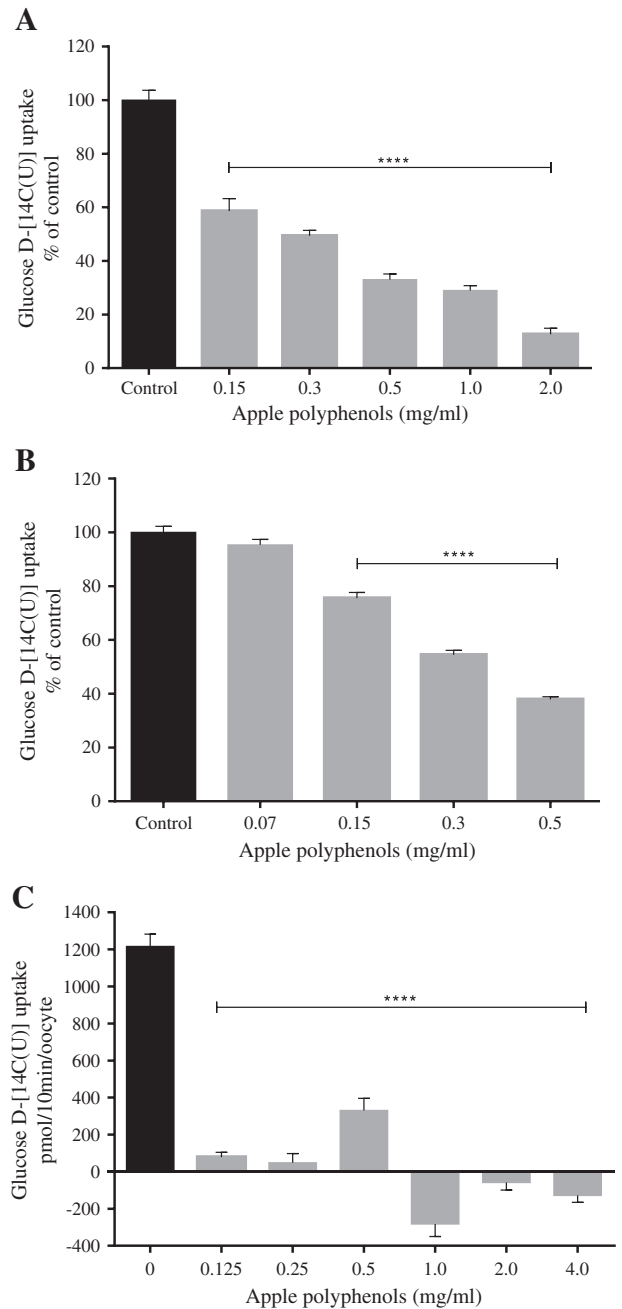 A
Glucose D-[14C(U)] uptake
% of control
120
100
80
60
40
20
0
****
Control 0.15 0.3 0.5 1.0 2.0
Apple polyphenols (mg/ml)
B
Glucose D-[14C(U)] uptake
% of control
120
100
80
60
40
20
0
****
Control 0.07 0.15 0.3 0.5
Apple polyphenols (mg/ml)
C
Glucose D-[14C(U)] uptake
pmol/10min/oocyte
1400
1200
1000
800
600
400
200
0
-200
-400
****
0 0.125 0.25 0.5 1.0 2.0 4.0
Apple polyphenols (mg/ml)